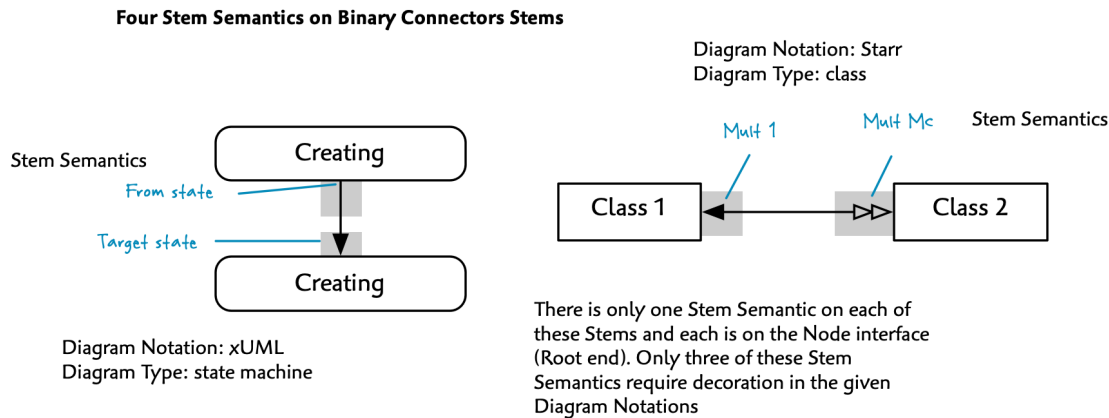 Four Stem Semantics on Binary Connectors Stems
Diagram Notation: Starr
Diagram Type: class
Mult 1
Mult Mc
Stem Semantics
Stem Semantics
Creating
From state
Class 1
Class 2
Target state
Creating
There is only one Stem Semantic on each of
these Stems and each is on the Node interface
(Root end). Only three of these Stem
Semantics require decoration in the given
Diagram Notations
Diagram Notation: xUML
Diagram Type: state machine